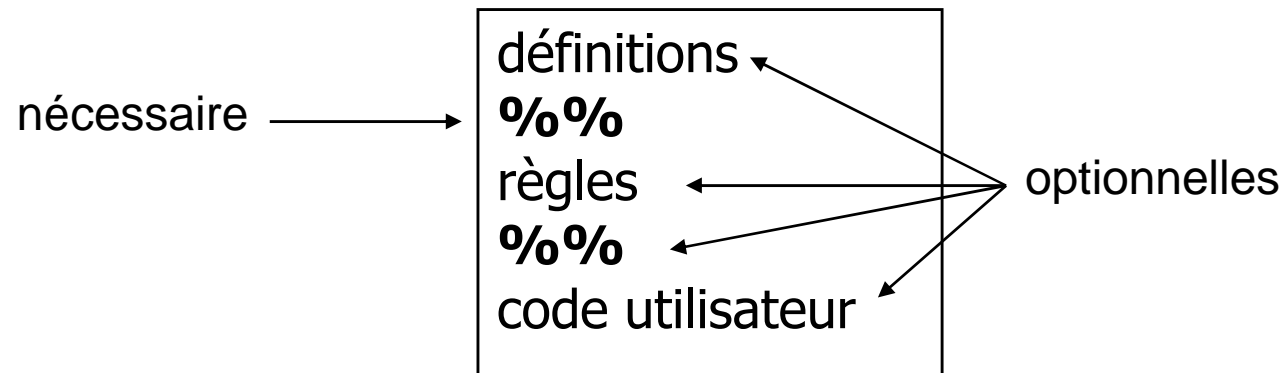 définitions
nécessaire
%%
règles
optionnelles
%%
code utilisateur